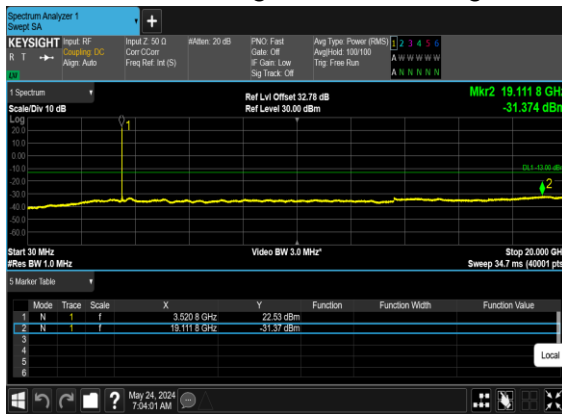 Spectrum Analyzer 1
Swept SA
KEYSIGHT Input: RF Input Z: 50 Ω #Atten: 20 dB PNO: Fast Avg Type: Power (RMS) 1 2 3 4 5 6
R T Coupling: DC Corr CCorr Gate: Off Avg|Hold: 100/100 A W W W W W
Align: Auto Freq Ref: Int (S) IF Gain: Low Trig: Free Run
Sig Track: Off A N N N N N
1 Spectrum Ref Lvl Offset 32.78 dB Mkr2 19.111 8 GHz
Scale/Div 10 dB Ref Level 30.00 dBm -31.374 dBm
Log
1
20.0
10.0
0.00
-10.0 DL1 -13.00 dBm
-20.0
2
-30.0
-40.0
-50.0
-60.0
Start 30 MHz Video BW 3.0 MHz* Stop 20.000 GHz
#Res BW 1.0 MHz Sweep 34.7 ms (40001 pts)
5 Marker Table
Mode Trace Scale X Y Function Function Width Function Value
1 N 1 f 3.520 8 GHz 22.53 dBm
2 N 1 f 19.111 8 GHz -31.37 dBm
3
4
5 Local
6
? May 24, 2024
7:04:01 AM